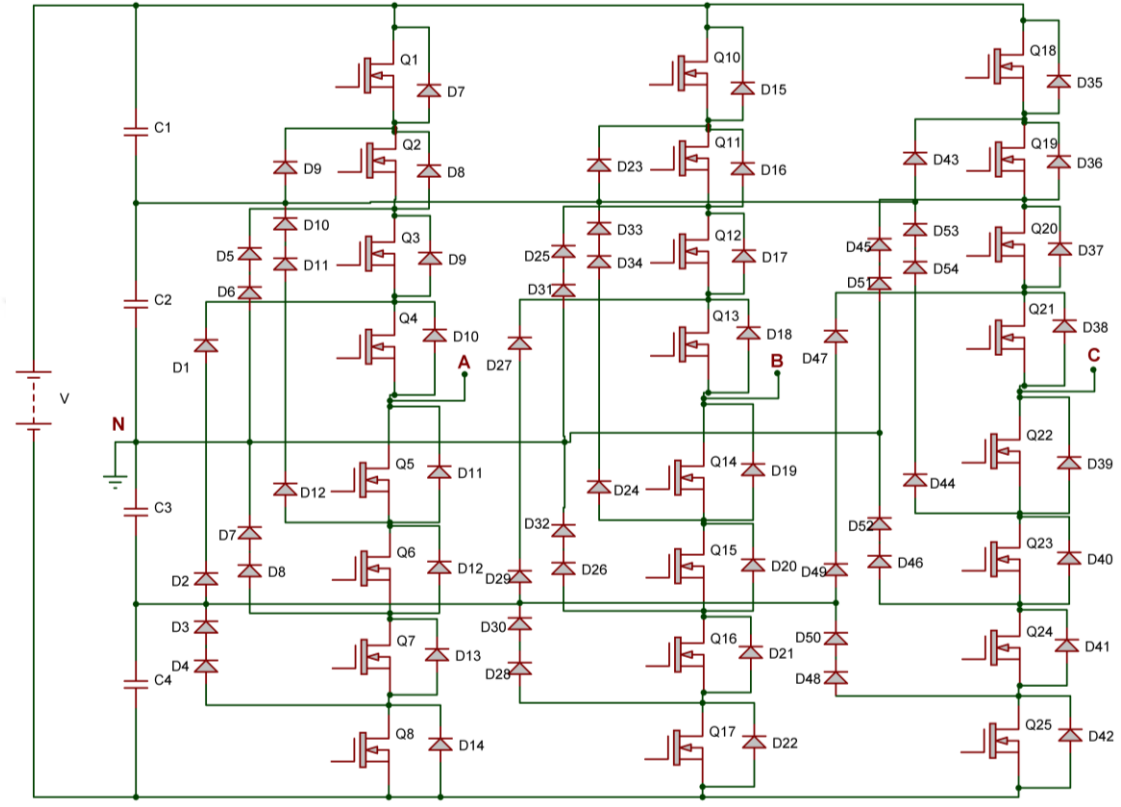 Q1
D7
Q10
D15
Q18
D35
C1
Q2
D9
D8
Q11
D23
D16
Q19
D43
D36
D10
Q3
D5
D11
D9
D6
D33
Q12
D25
D34
D17
D31
D53
Q20
D45
D54
D37
D51
C2
Q4
D10
D1
Q13
D18
D27
Q21
D38
D47
V
A
B
C
N
Q5
D11
D12
Q14
D19
D24
Q22
D39
D44
C3
D7
Q6
D8
D12
D2
D32
Q15
D26
D20
D29
D52
Q23
D46
D40
D49
D3
Q7
D4
D13
D30
Q16
D28
D21
D50
Q24
D48
D41
C4
Q8
D14
Q17
D22
Q25
D42